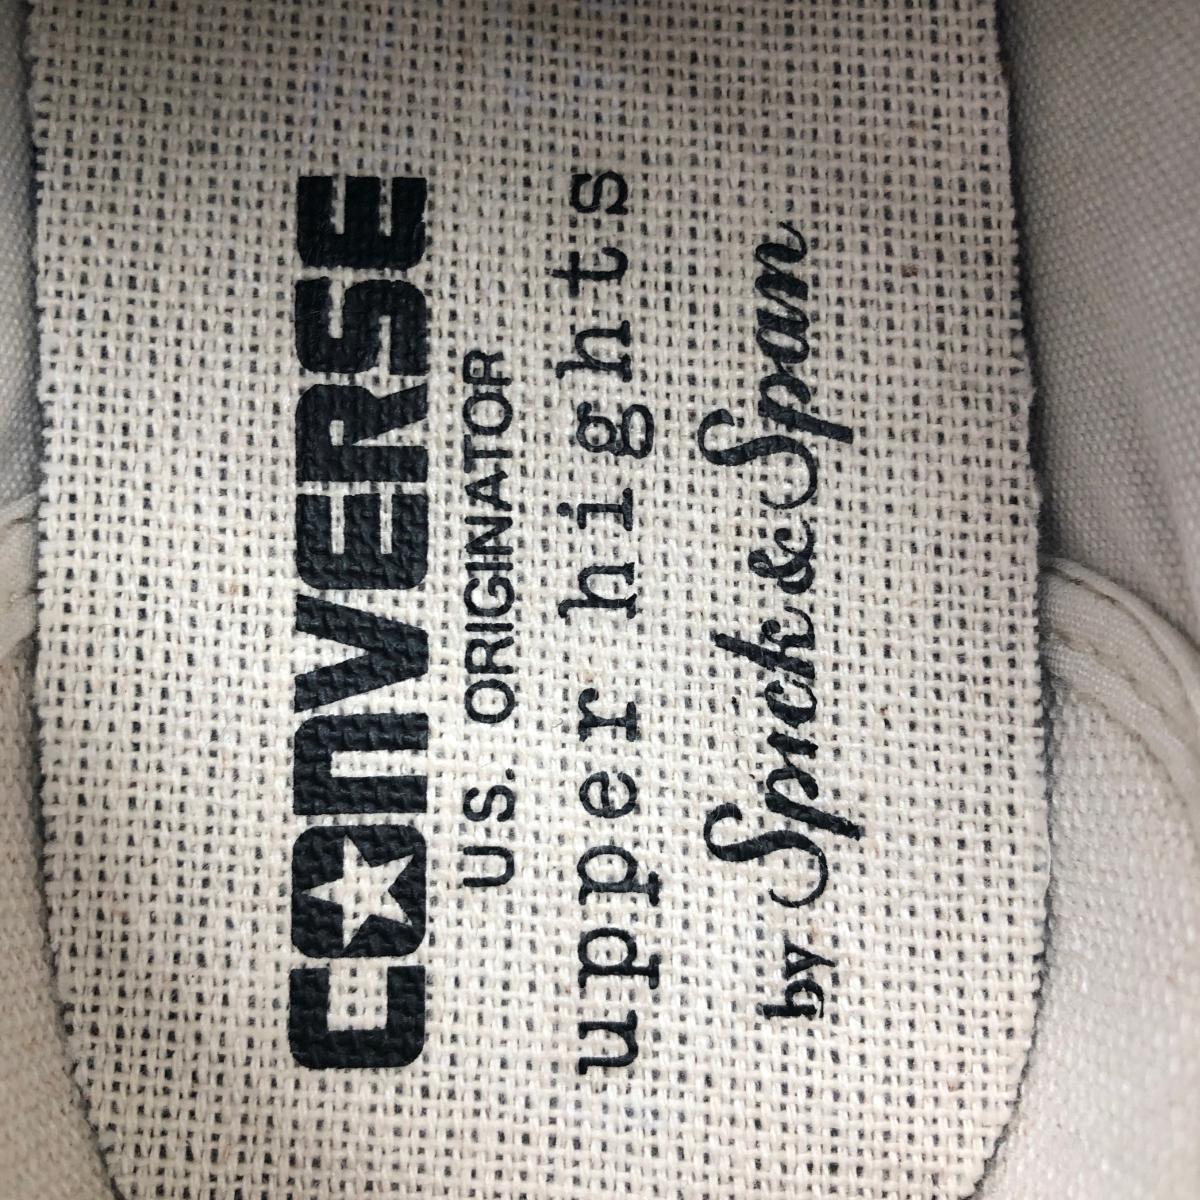 CONVERSE
U.S. ORIGINATOR
upper hights
by Spick & Span